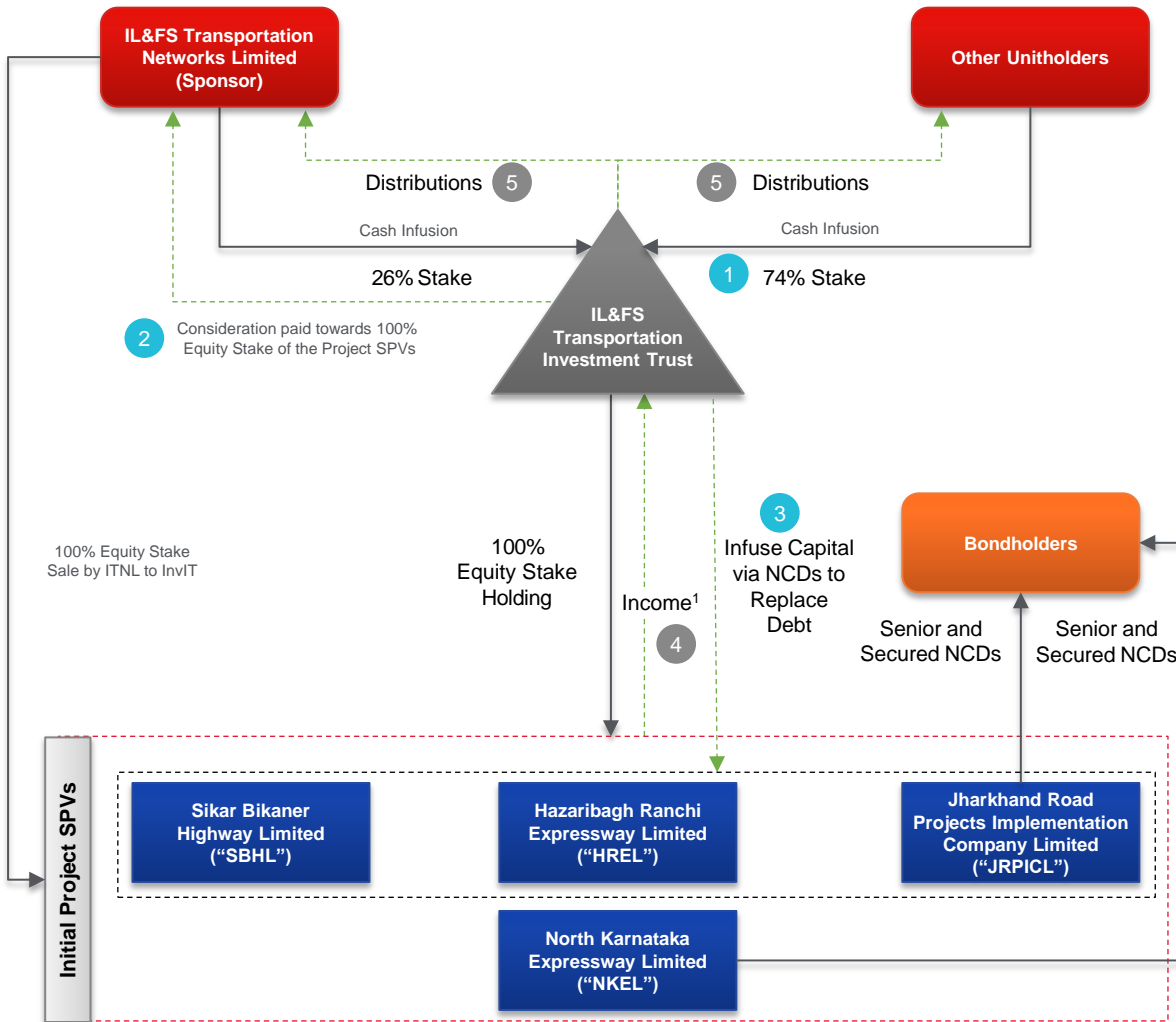 IL&FS Transportation
Networks Limited
(Sponsor)
Other Unitholders
Distributions 5
5 Distributions
Cash Infusion
Cash Infusion
26% Stake
1 74% Stake
2 Consideration paid towards 100%
Equity Stake of the Project SPVs
IL&FS
Transportation
Investment Trust
100% Equity Stake
Sale by ITNL to InvIT
100%
Equity Stake
Holding
Income¹
4
3
Infuse Capital
via NCDs to
Replace
Debt
Bondholders
Senior and
Secured NCDs
Senior and
Secured NCDs
Initial Project SPVs
Sikar Bikaner
Highway Limited
(“SBHL”)
Hazaribagh Ranchi
Expressway Limited
(“HREL”)
Jharkhand Road
Projects Implementation
Company Limited
(“JRPICL”)
North Karnataka
Expressway Limited
(“NKEL”)